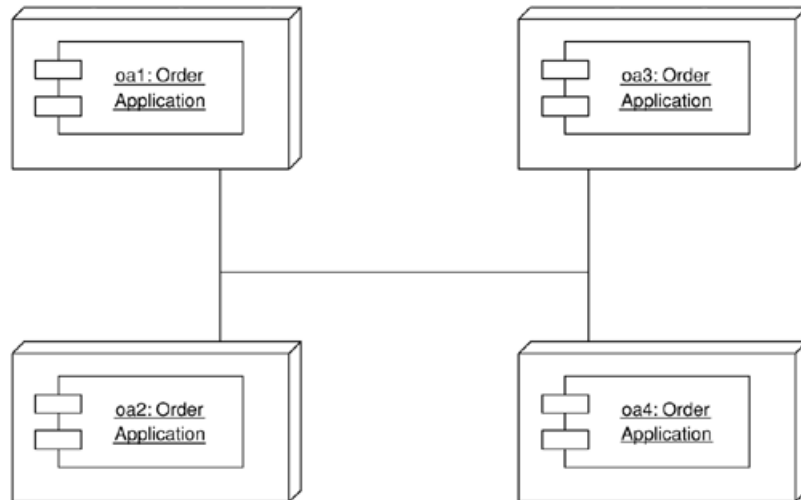 oa1: Order
Application
oa3: Order
Application
oa2: Order
Application
oa4: Order
Application